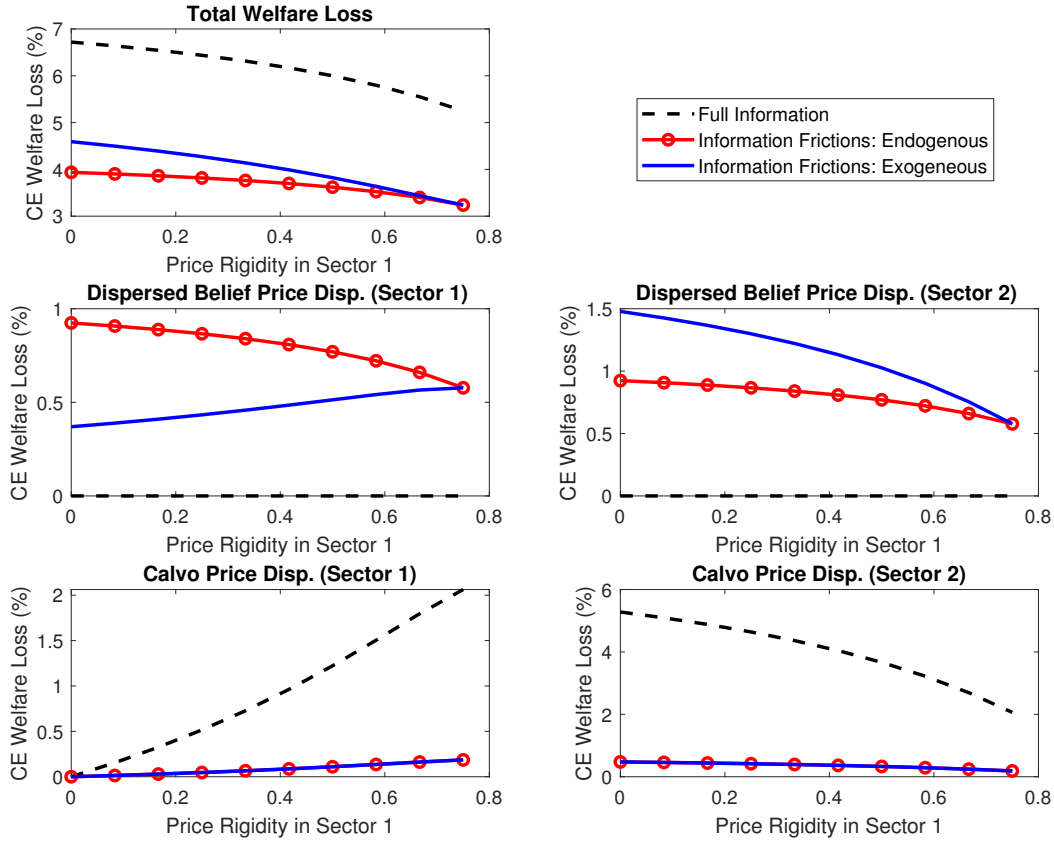 Total Welfare Loss
CE Welfare Loss (%)
7
6
5
4
3
0
0.2
0.4
0.6
0.8
Price Rigidity in Sector 1
Full Information
Information Frictions: Endogenous
Information Frictions: Exogeneous
Dispersed Belief Price Disp. (Sector 1)
CE Welfare Loss (%)
1
0.5
0
0
0.2
0.4
0.6
0.8
Price Rigidity in Sector 1
Dispersed Belief Price Disp. (Sector 2)
CE Welfare Loss (%)
1.5
1
0.5
0
0
0.2
0.4
0.6
0.8
Price Rigidity in Sector 1
Calvo Price Disp. (Sector 1)
CE Welfare Loss (%)
2
1.5
1
0.5
0
0
0.2
0.4
0.6
0.8
Price Rigidity in Sector 1
Calvo Price Disp. (Sector 2)
CE Welfare Loss (%)
6
4
2
0
0
0.2
0.4
0.6
0.8
Price Rigidity in Sector 1